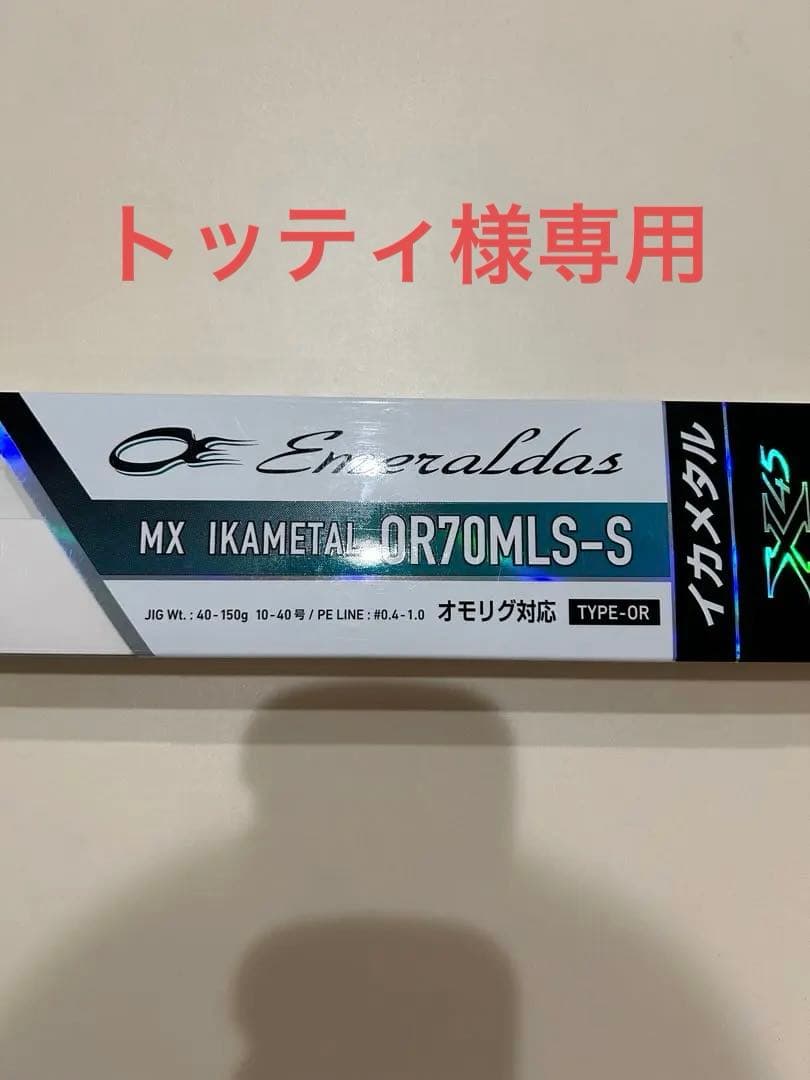 トッティ様専用
Emeraldas
MX IKAMETAL OR70MLS-S
JIG Wt. : 40-150g 10-40号 / PE LINE : #0.4-1.0 オモリグ対応 TYPE-OR
イカメタル
X45